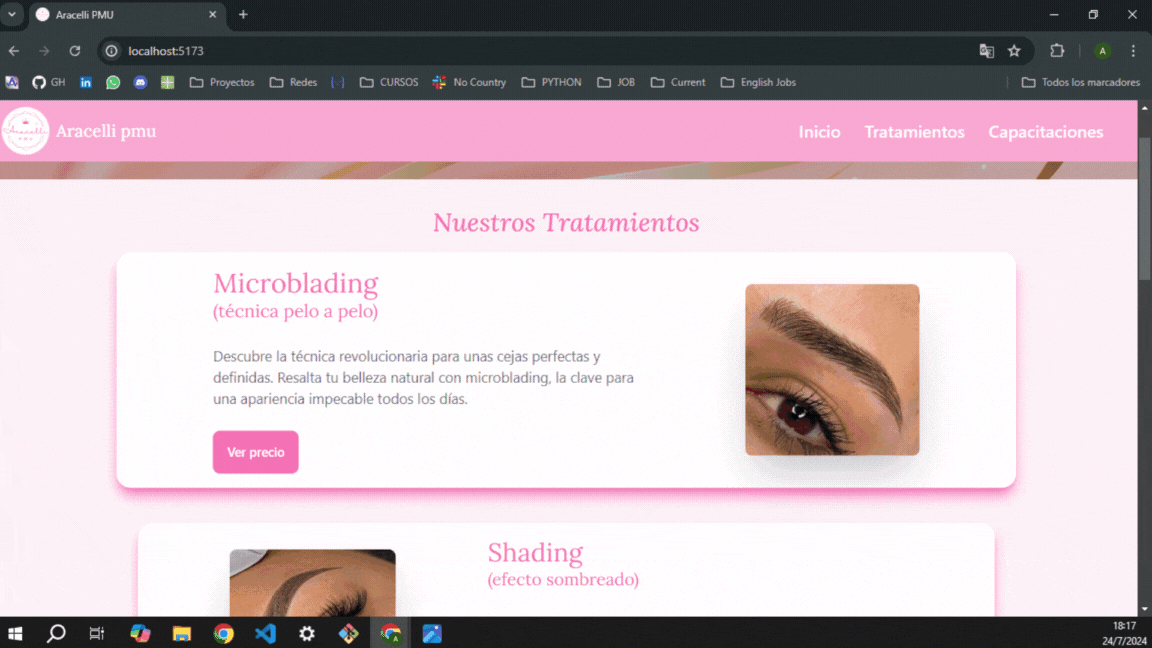 Aracelli PMU
localhost:5173
A
GH
Proyectos
Redes
CURSOS
No Country
PYTHON
JOB
Current
English Jobs
Todos los marcadores
Aracelli
PMU
Aracelli pmu
Inicio
Tratamientos
Capacitaciones
Nuestros Tratamientos
Microblading
(técnica pelo a pelo)
Descubre la técnica revolucionaria para unas cejas perfectas y
definidas. Resalta tu belleza natural con microblading, la clave para
una apariencia impecable todos los días.
Ver precio
Shading
(efecto sombreado)
18:17
24/7/2024